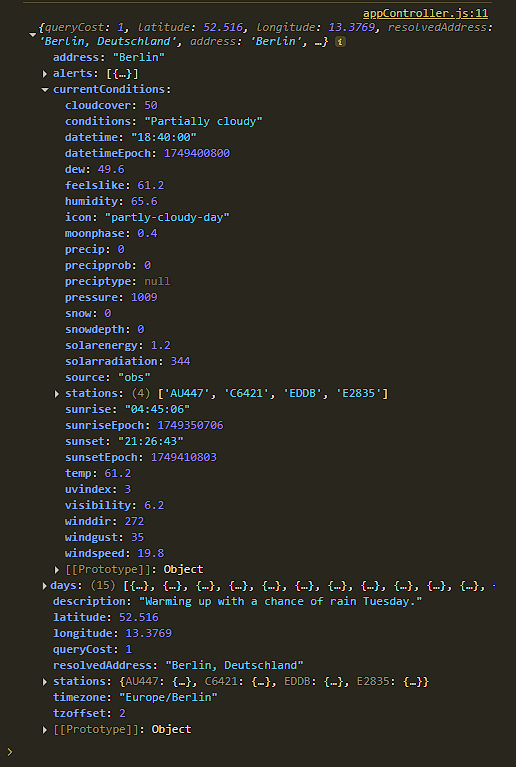 appController.js:11
{queryCost: 1, latitude: 52.516, longitude: 13.3769, resolvedAddress:
'Berlin, Deutschland', address: 'Berlin', …} i
address: "Berlin"
alerts: [{…}]
currentConditions:
cloudcover: 50
conditions: "Partially cloudy"
datetime: "18:40:00"
datetimeEpoch: 1749400800
dew: 49.6
feelslike: 61.2
humidity: 65.6
icon: "partly-cloudy-day"
moonphase: 0.4
precip: 0
precipprob: 0
preciptype: null
pressure: 1009
snow: 0
snowdepth: 0
solarenergy: 1.2
solarradiation: 344
source: "obs"
stations: (4) ['AU447', 'C6421', 'EDDB', 'E2835']
sunrise: "04:45:06"
sunriseEpoch: 1749350706
sunset: "21:26:43"
sunsetEpoch: 1749410803
temp: 61.2
uvindex: 3
visibility: 6.2
winddir: 272
windgust: 35
windspeed: 19.8
[[Prototype]]: Object
days: (15) [{…}, {…}, {…}, {…}, {…}, {…}, {…}, {…}, {…}, {…}, {…},
description: "Warming up with a chance of rain Tuesday."
latitude: 52.516
longitude: 13.3769
queryCost: 1
resolvedAddress: "Berlin, Deutschland"
stations: {AU447: {…}, C6421: {…}, EDDB: {…}, E2835: {…}}
timezone: "Europe/Berlin"
tzoffset: 2
[[Prototype]]: Object
>